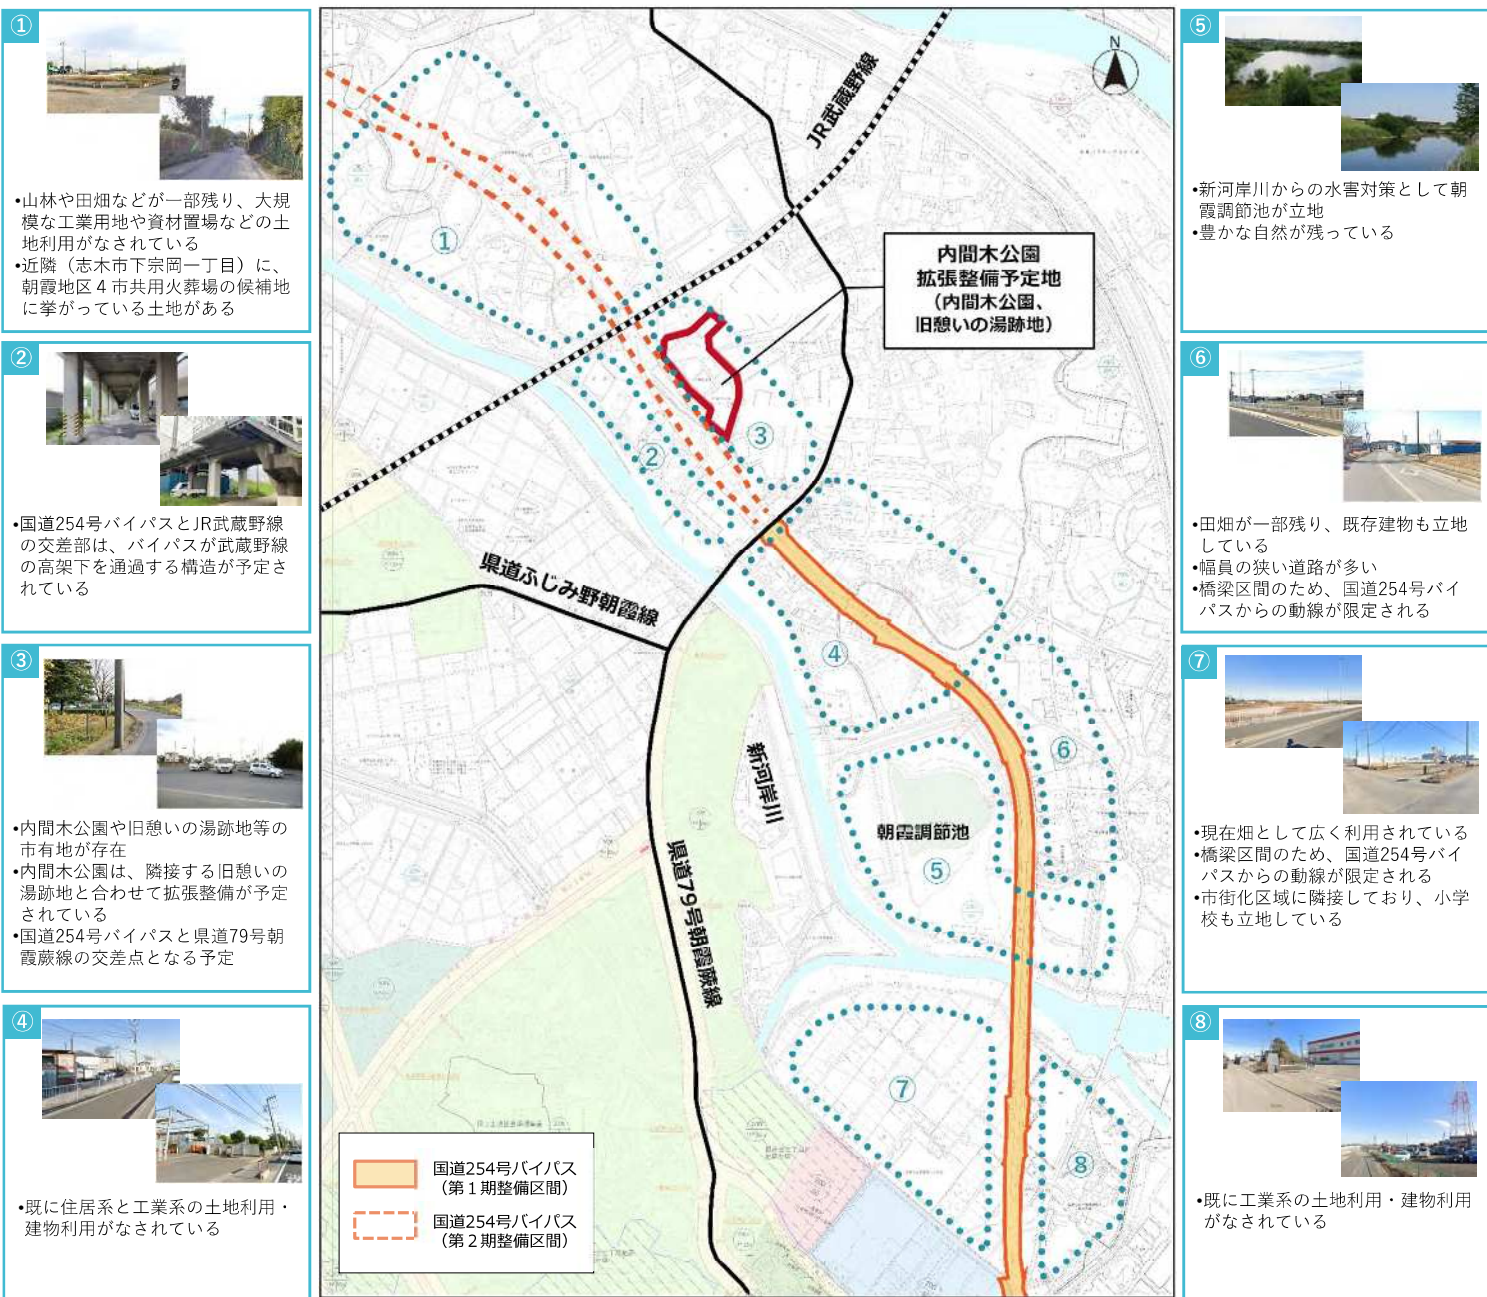 ①
•山林や田畑などが一部残り、大規
模な工業用地や資材置場などの土
地利用がなされている
•近隣（志木市下宗岡一丁目）に、
朝霞地区４市共用火葬場の候補地
に挙がっている土地がある
②
•国道254号バイパスとJR武蔵野線
の交差部は、バイパスが武蔵野線
の高架下を通過する構造が予定さ
れている
③
•内間木公園や旧憩いの湯跡地等の
市有地が存在
•内間木公園は、隣接する旧憩いの
湯跡地と合わせて拡張整備が予定
されている
•国道254号バイパスと県道79号朝
霞蕨線の交差点となる予定
④
•既に住居系と工業系の土地利用・
建物利用がなされている
N
JR武蔵野線
①
内間木公園
拡張整備予定地
（内間木公園、
旧憩いの湯跡地）
②
③
県道ふじみ野朝霞線
④
新河岸川
⑥
朝霞調節池
⑤
県道79号朝霞蕨線
⑦
⑧
国道254号バイパス
（第１期整備区間）
国道254号バイパス
（第２期整備区間）
⑤
•新河岸川からの水害対策として朝
霞調節池が立地
•豊かな自然が残っている
⑥
•田畑が一部残り、既存建物も立地
している
•幅員の狭い道路が多い
•橋梁区間のため、国道254号バイ
パスからの動線が限定される
⑦
•現在畑として広く利用されている
•橋梁区間のため、国道254号バイ
パスからの動線が限定される
•市街化区域に隣接しており、小学
校も立地している
⑧
•既に工業系の土地利用・建物利用
がなされている